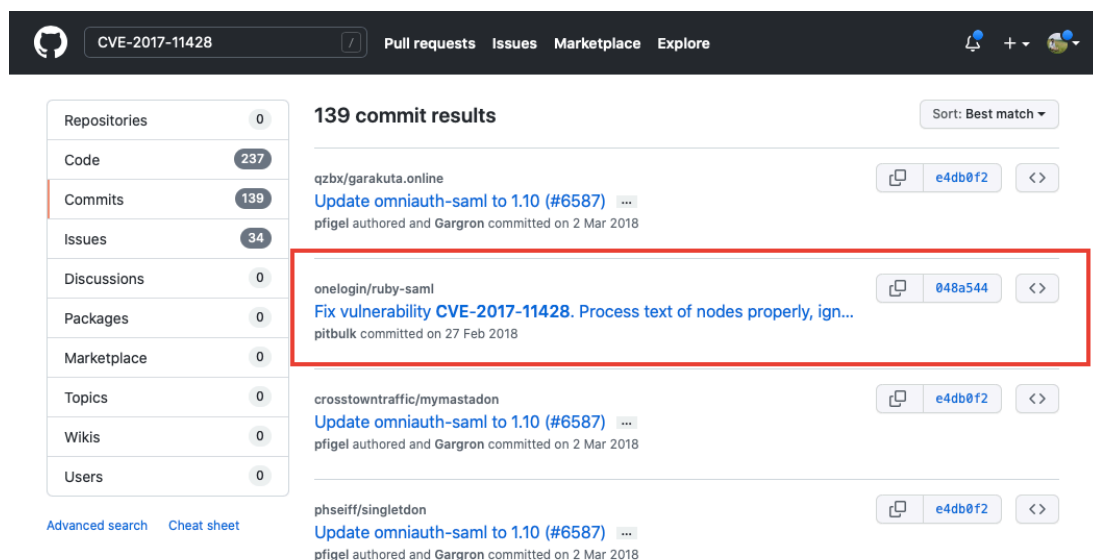 CVE-2017-11428 / Pull requests Issues Marketplace Explore
Repositories 0
Code 237
Commits 139
Issues 34
Discussions 0
Packages 0
Marketplace 0
Topics 0
Wikis 0
Users 0
Advanced search Cheat sheet
139 commit results
Sort: Best match
qzbx/garakuta.online
Update omniauth-saml to 1.10 (#6587) ...
pfigel authored and Gargron committed on 2 Mar 2018
e4db0f2 <>
onelogin/ruby-saml
Fix vulnerability CVE-2017-11428. Process text of nodes properly, ign...
pitbulk committed on 27 Feb 2018
048a544 <>
crosstowntraffic/mymastadon
Update omniauth-saml to 1.10 (#6587) ...
pfigel authored and Gargron committed on 2 Mar 2018
e4db0f2 <>
phseiff/singletdon
Update omniauth-saml to 1.10 (#6587) ...
pfigel authored and Gargron committed on 2 Mar 2018
e4db0f2 <>